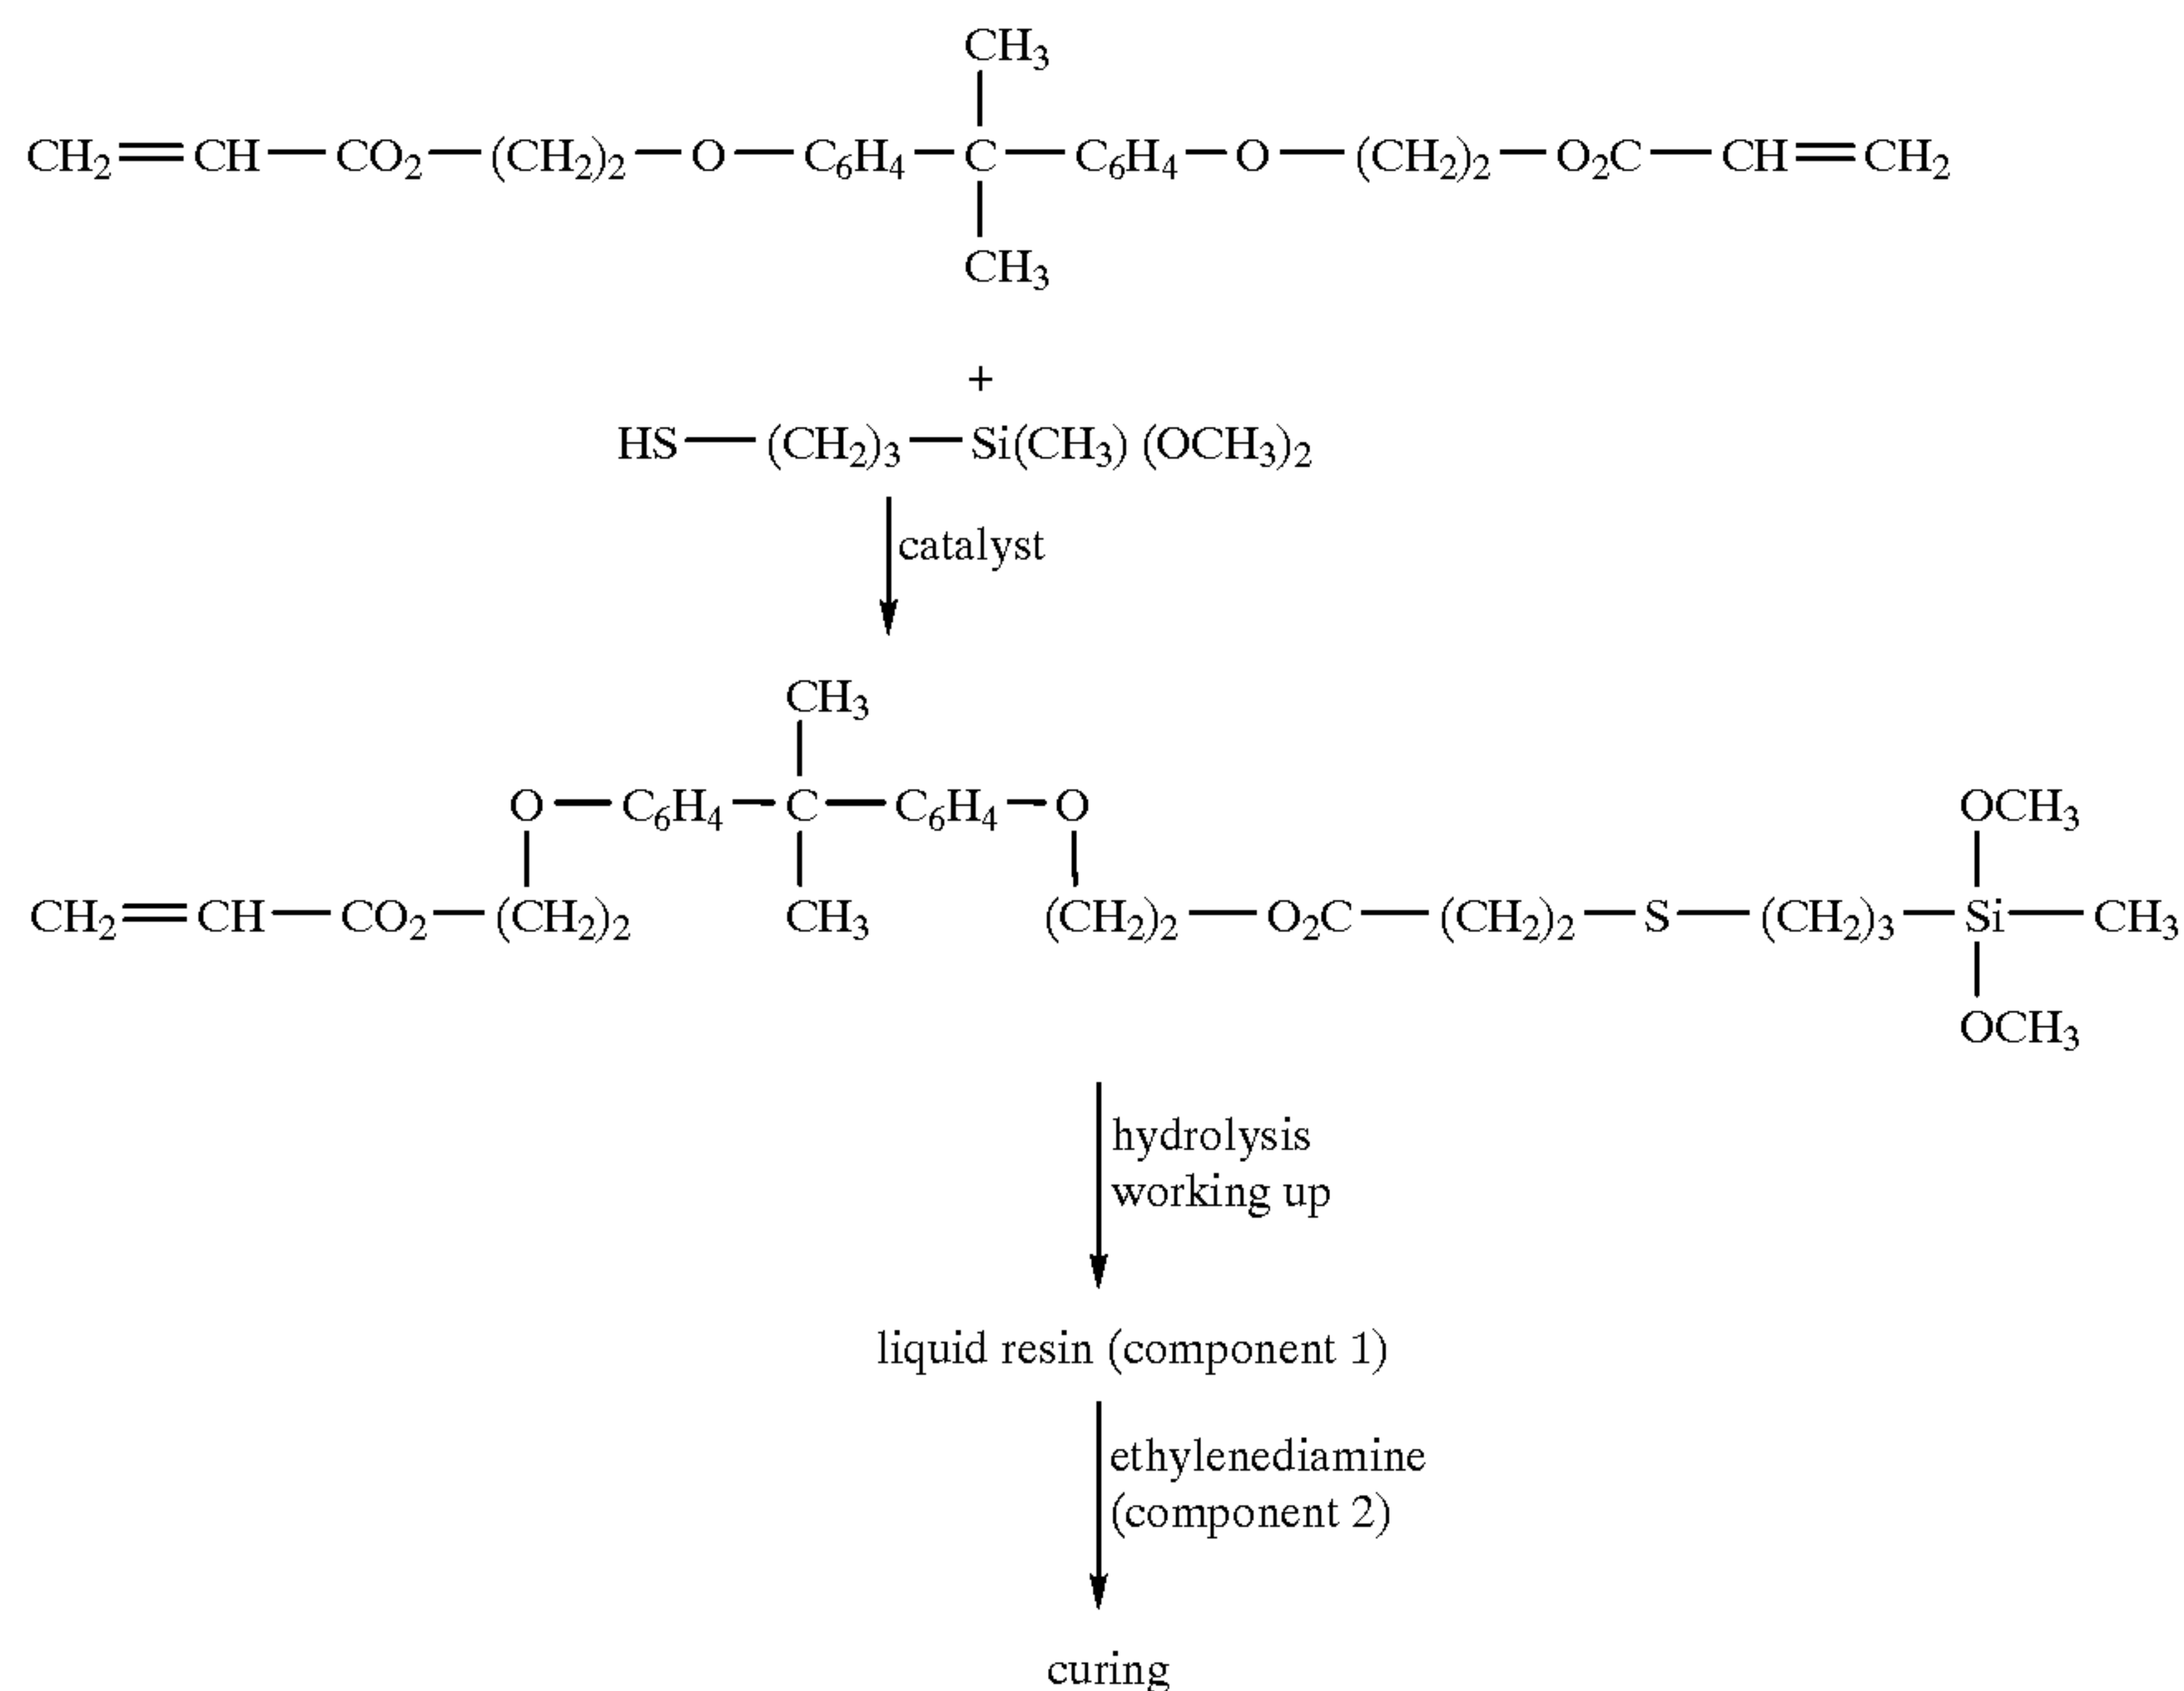 CH3
CH2=CH—CO2—(CH2)2—O—C6H4—C—C6H4—O—(CH2)2—O2C—CH=CH2
CH3
+
HS—(CH2)3—Si(CH3)(OCH3)2
catalyst
CH3
O—C6H4—C—C6H4—O
OCH3
CH2=CH—CO2—(CH2)2
CH3
(CH2)2—O2C—(CH2)2—S—(CH2)3—Si—CH3
OCH3
hydrolysis
working up
liquid resin (component 1)
ethylenediamine
(component 2)
curing